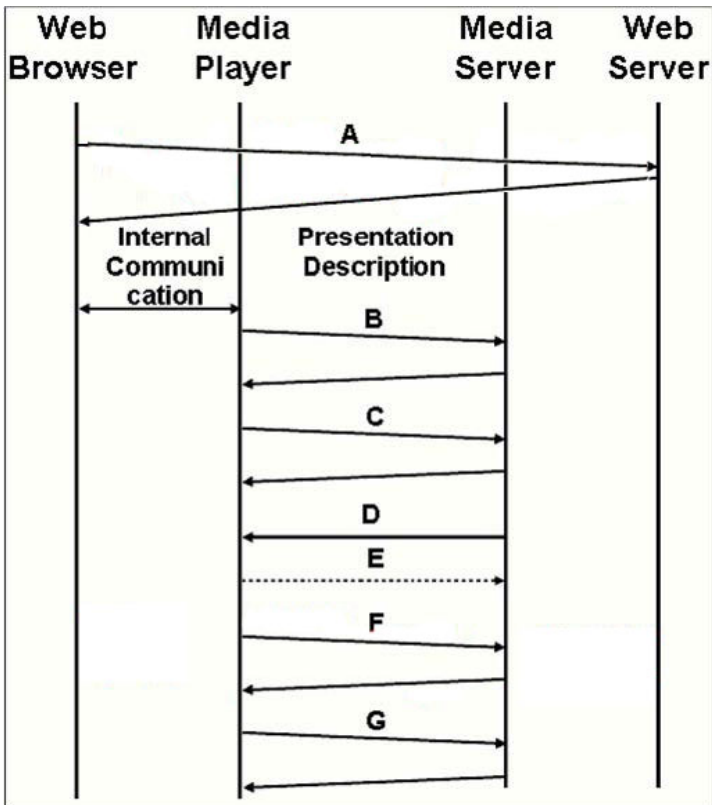 Web Browser
Media Player
Media Server
Web Server
A
Internal
Communi
cation
Presentation
Description
B
C
D
E
F
G